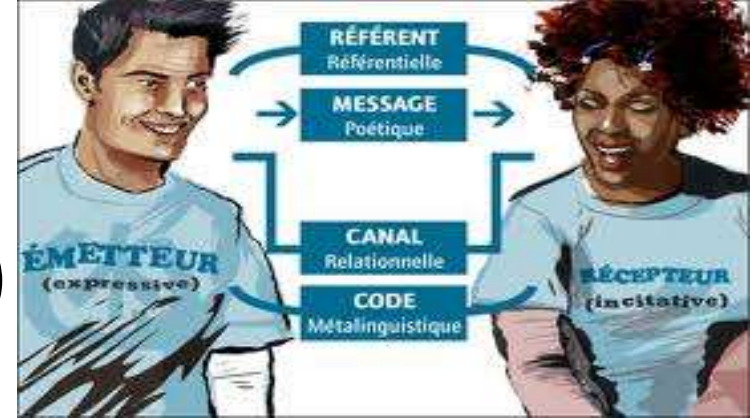 RÉFÉRENT
Référentielle
MESSAGE
Poétique
CANAL
Relationnelle
CODE
Métalinguistique
ÉMETTEUR
(expressive)
RÉCEPTEUR
(incitative)